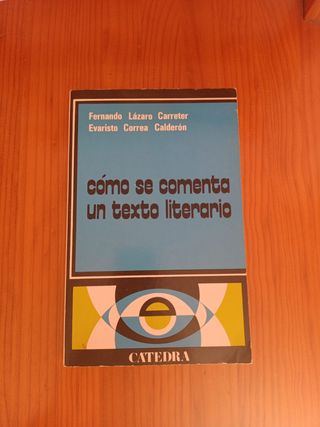 Fernando Lázaro Carreter
Evaristo Correa Calderón
cómo se comenta
un texto literario
e
CATEDRA